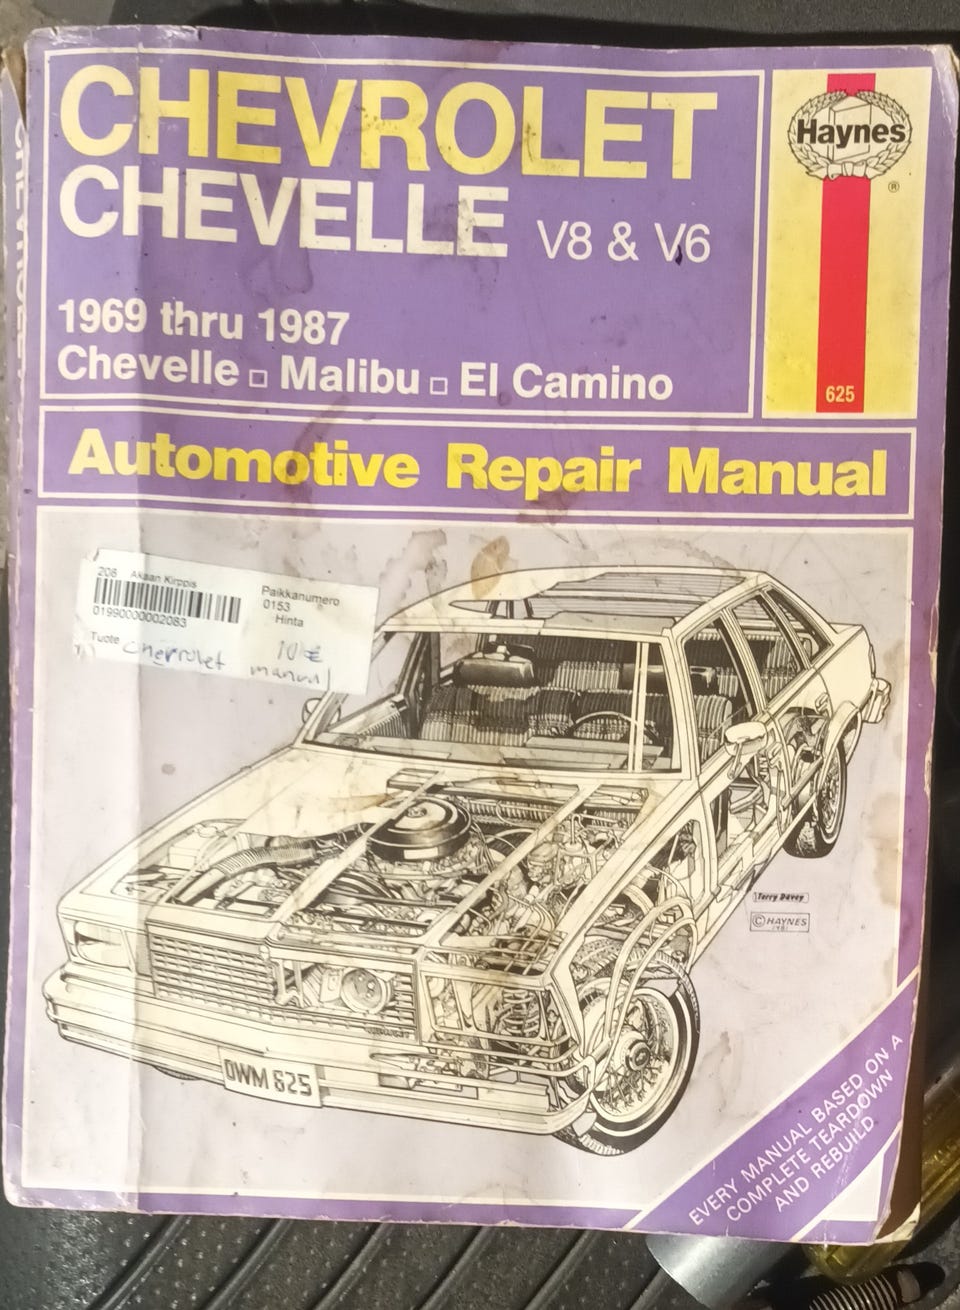 CHEVROLET
CHEVELLE V8 & V6
1969 thru 1987
Chevelle □ Malibu □ El Camino
Haynes
®
625
Automotive Repair Manual
206 Akaan Kirppis
01990000002083
Paikkanumero
0153
Hinta
10 €
Tuote Chevrolet
manual
Terry Davey
© HAYNES
OWM 625
EVERY MANUAL BASED ON A
COMPLETE TEARDOWN
AND REBUILD